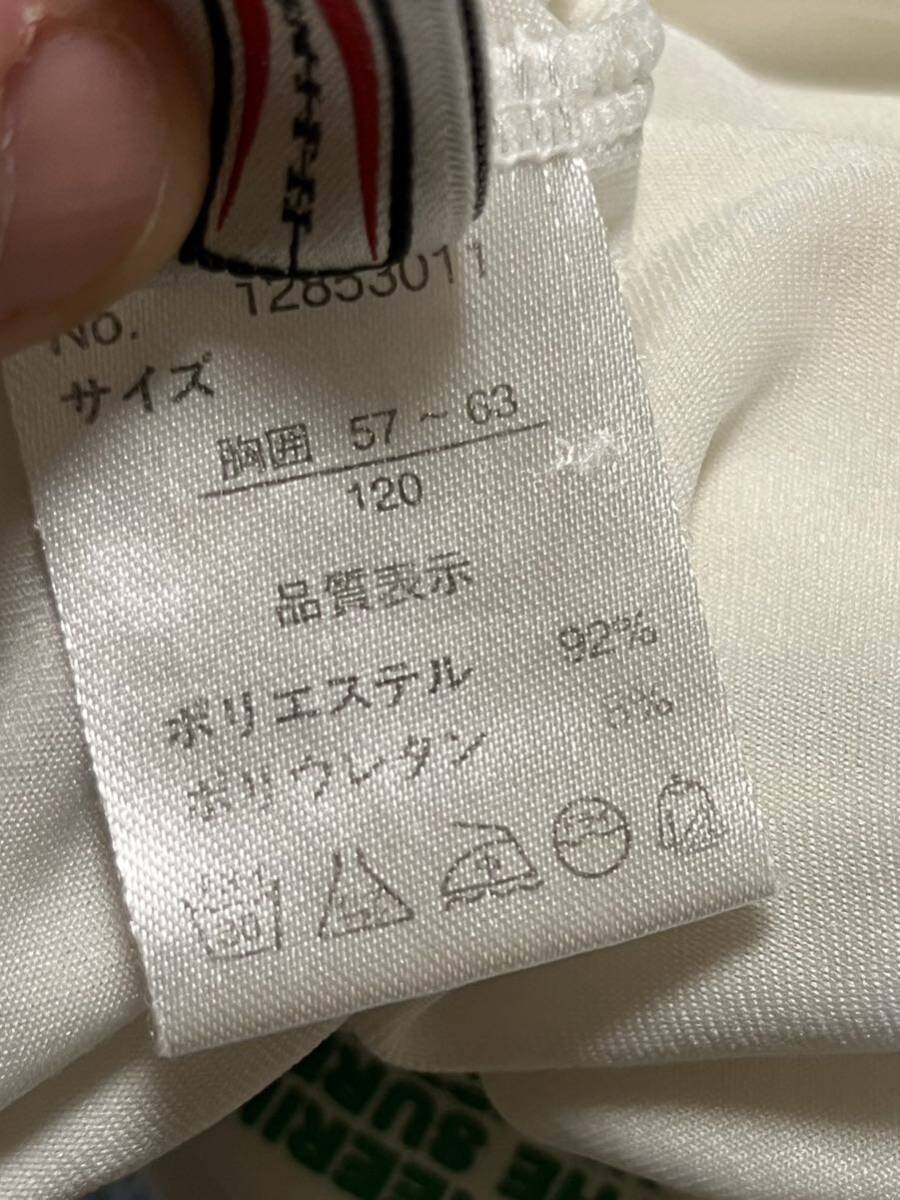 No. 12853011
サイズ
胸囲 57 ~ 63
120
品質表示
ポリエステル 92%
ポリウレタン
30